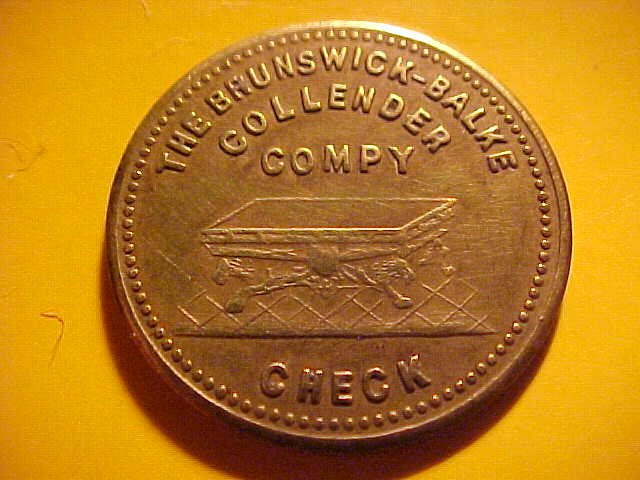 THE BRUNSWICK-BALKE
COLLENDER
COMPY
CHECK